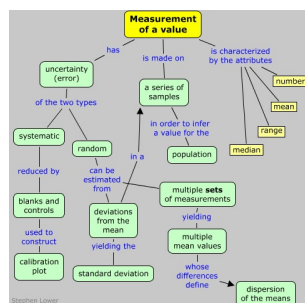 Measurement
of a value
has
is made on
is characterized
by the attributes
uncertainty
(error)
a series of
samples
number
mean
range
median
of the two types
in order to infer
a value for the
systematic
random
in a
population
reduced by
can be
estimated
from
blanks and
controls
deviations
from the
mean
multiple sets
of measurements
used to
construct
yielding the
yielding
calibration
plot
standard deviation
multiple
mean values
whose
differences
define
dispersion
of the means
Stephen Lower